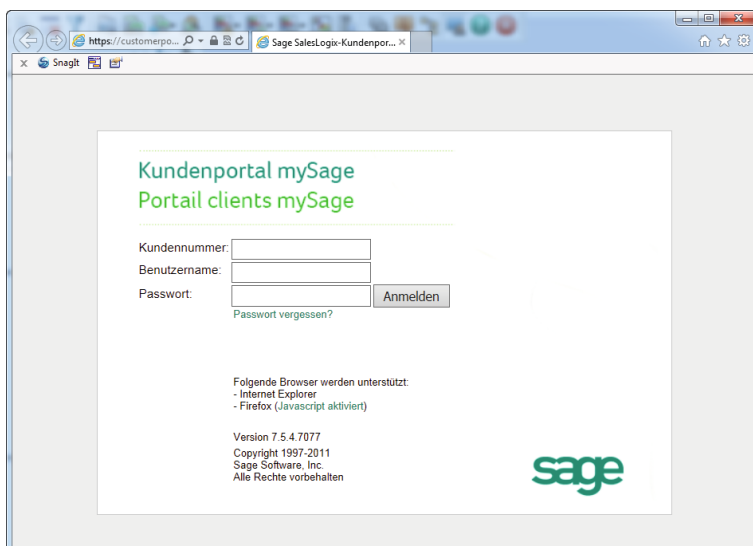 https://customerpo...
Sage SalesLogix-Kundenpor...
SnagIt
Kundenportal mySage
Portail clients mySage
Kundennummer:
Benutzername:
Passwort:
Anmelden
Passwort vergessen?
Folgende Browser werden unterstützt:
- Internet Explorer
- Firefox (Javascript aktiviert)
Version 7.5.4.7077
Copyright 1997-2011
Sage Software, Inc.
Alle Rechte vorbehalten
sage